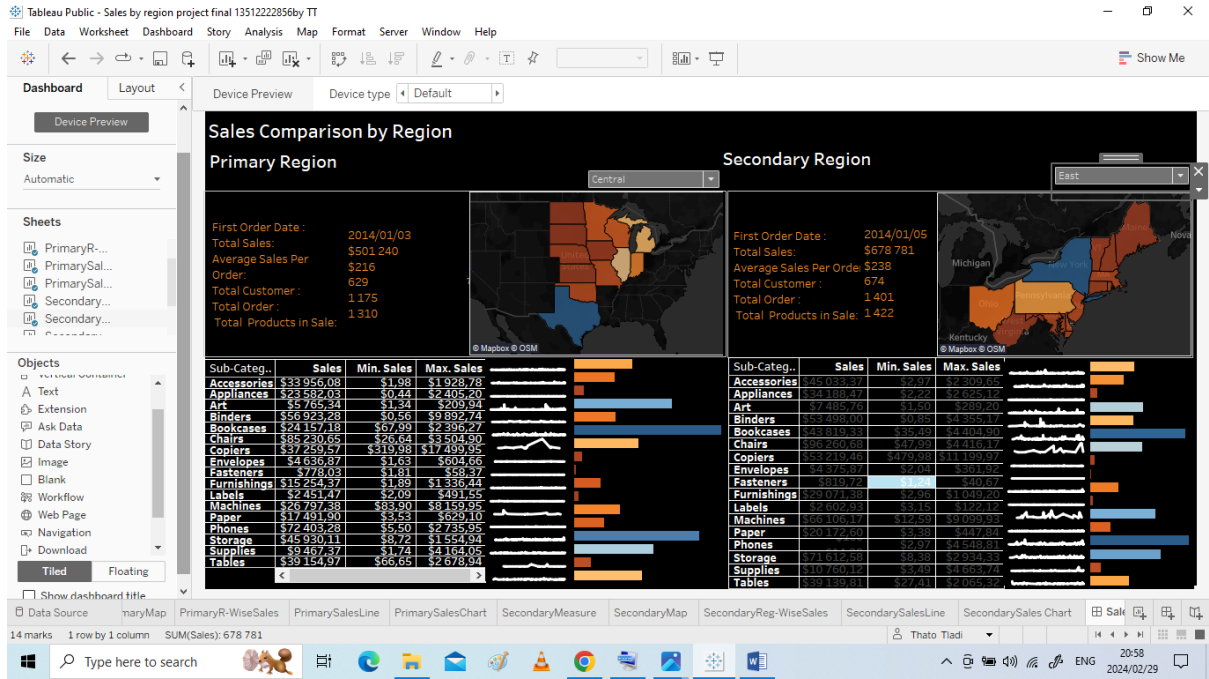 Tableau Public - Sales by region project final 13512222856by TT
File Data Worksheet Dashboard Story Analysis Map Format Server Window Help
Show Me
Dashboard Layout
Device Preview Device type Default
Device Preview
Size
Automatic
Sheets
PrimaryR-...
PrimarySal...
PrimarySal...
Secondary...
Secondary...
Objects
Text
Extension
Ask Data
Data Story
Image
Blank
Workflow
Web Page
Navigation
Download
Tiled Floating
Show dashboard title
Sales Comparison by Region
Primary Region
Central
First Order Date : 2014/01/03
Total Sales: $501 240
Average Sales Per Order: $216
Total Customer : 629
Total Order : 1 175
Total Products in Sale: 1 310
© Mapbox © OSM
Secondary Region
East
First Order Date : 2014/01/05
Total Sales: $678 781
Average Sales Per Orde $238
Total Customer : 674
Total Order : 1 401
Total Products in Sale: 1 422
Michigan
Maine
Nova
New York
Ohio
Pennsylvania
Kentucky
© Mapbox © OSM
Sub-Categ.. Sales Min. Sales Max. Sales
Accessories $33 956,08 $1,98 $1 928,78
Appliances $23 582,03 $0,44 $2 405,20
Art $5 765,34 $1,34 $209,94
Binders $56 923,28 $0,56 $9 892,74
Bookcases $24 157,18 $67,99 $2 396,27
Chairs $85 230,65 $26,64 $3 504,90
Copiers $37 259,57 $319,98 $17 499,95
Envelopes $4 636,87 $1,63 $604,66
Fasteners $778,03 $1,81 $58,37
Furnishings $15 254,37 $1,89 $1 336,44
Labels $2 451,47 $2,09 $491,55
Machines $26 797,38 $83,90 $8 159,95
Paper $17 491,90 $3,53 $629,10
Phones $72 403,28 $5,50 $2 735,95
Storage $45 930,11 $8,72 $1 554,94
Supplies $9 467,37 $1,74 $4 164,05
Tables $39 154,97 $66,65 $2 678,94
Sub-Categ.. Sales Min. Sales Max. Sales
Accessories $45 033,37 $2,97 $2 309,65
Appliances $34 188,47 $2,22 $2 625,12
Art $7 485,76 $1,50 $289,20
Binders $53 498,00 $0,85 $4 355,17
Bookcases $43 819,33 $35,49 $4 404,90
Chairs $96 260,68 $47,99 $4 416,17
Copiers $53 219,46 $479,98 $11 199,97
Envelopes $4 375,87 $2,04 $361,92
Fasteners $819,72 $1,24 $40,67
Furnishings $29 071,38 $2,96 $1 049,20
Labels $2 602,93 $3,15 $122,12
Machines $66 106,17 $12,59 $9 099,93
Paper $20 172,60 $3,38 $447,84
Phones $2,97 $4 548,81
Storage $71 612,58 $8,38 $2 934,33
Supplies $10 760,12 $3,49 $4 663,74
Tables $39 139,81 $27,41 $2 065,32
Data Source PrimaryR-WiseSales PrimarySalesLine PrimarySalesChart SecondaryMeasure SecondaryMap SecondaryReg-WiseSales SecondarySalesLine SecondarySales Chart
14 marks 1 row by 1 column SUM(Sales): 678 781 Thato Tladi
Type here to search
ENG
20:58
2024/02/29